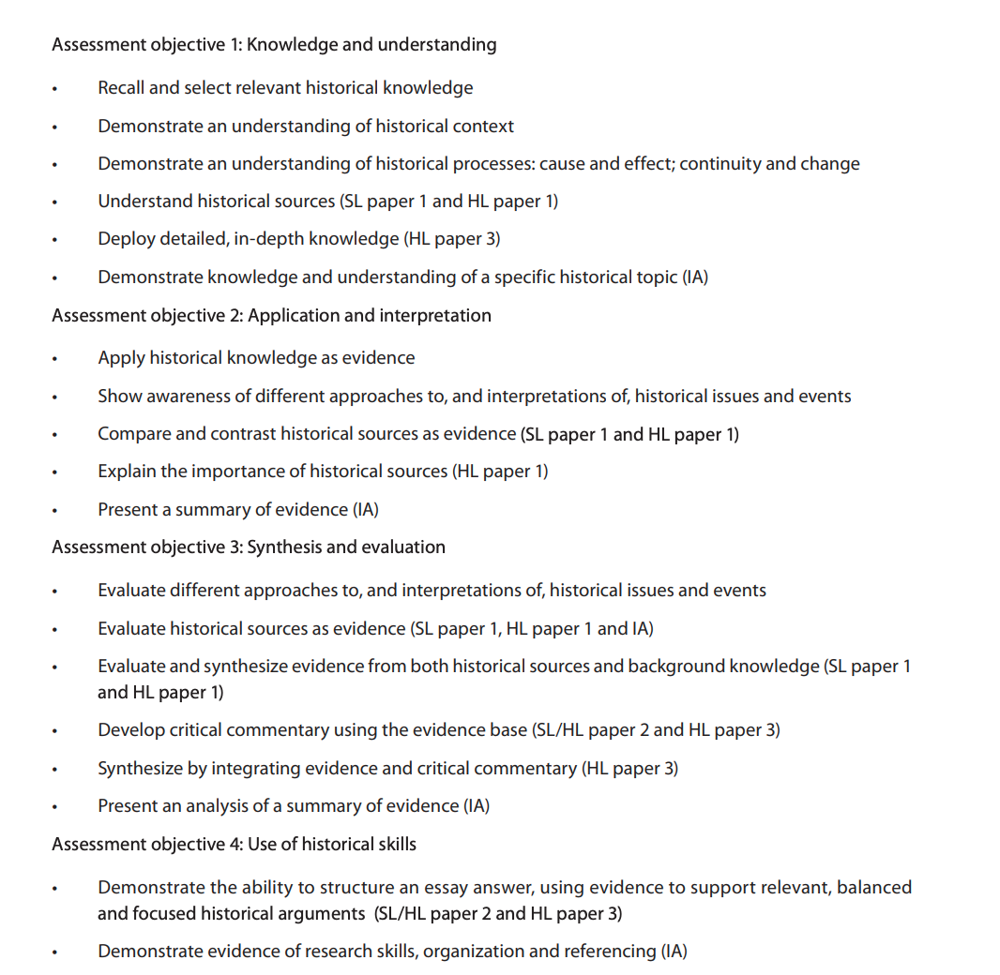 Assessment objective 1: Knowledge and understanding
• Recall and select relevant historical knowledge
• Demonstrate an understanding of historical context
• Demonstrate an understanding of historical processes: cause and effect; continuity and change
• Understand historical sources (SL paper 1 and HL paper 1)
• Deploy detailed, in-depth knowledge (HL paper 3)
• Demonstrate knowledge and understanding of a specific historical topic (IA)
Assessment objective 2: Application and interpretation
• Apply historical knowledge as evidence
• Show awareness of different approaches to, and interpretations of, historical issues and events
• Compare and contrast historical sources as evidence (SL paper 1 and HL paper 1)
• Explain the importance of historical sources (HL paper 1)
• Present a summary of evidence (IA)
Assessment objective 3: Synthesis and evaluation
• Evaluate different approaches to, and interpretations of, historical issues and events
• Evaluate historical sources as evidence (SL paper 1, HL paper 1 and IA)
• Evaluate and synthesize evidence from both historical sources and background knowledge (SL paper 1
and HL paper 1)
• Develop critical commentary using the evidence base (SL/HL paper 2 and HL paper 3)
• Synthesize by integrating evidence and critical commentary (HL paper 3)
• Present an analysis of a summary of evidence (IA)
Assessment objective 4: Use of historical skills
• Demonstrate the ability to structure an essay answer, using evidence to support relevant, balanced
and focused historical arguments (SL/HL paper 2 and HL paper 3)
• Demonstrate evidence of research skills, organization and referencing (IA)